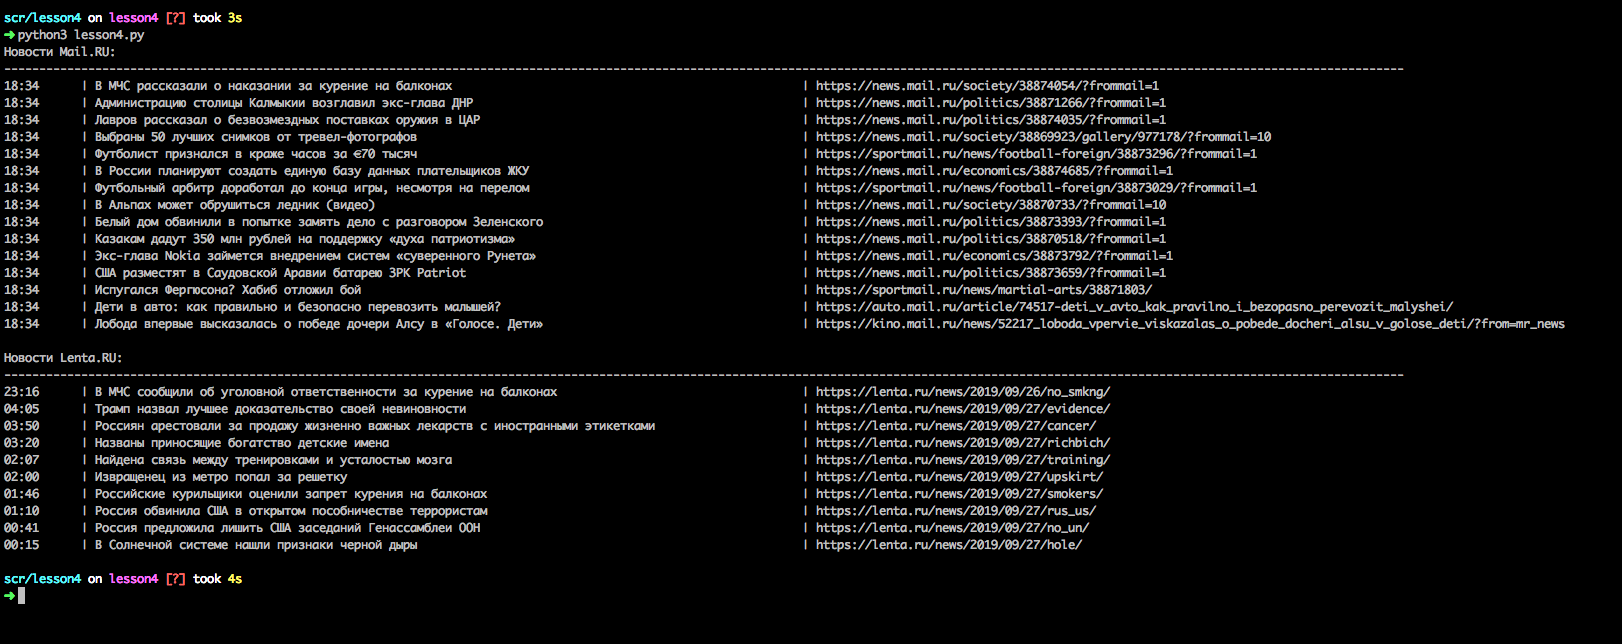 scr/lesson4 on lesson4 [?] took 3s
➜ python3 lesson4.py
Новости Mail.RU:
--------------------------------------------------------------------------------------------------------------------------------------------------------------------------------------------------------
18:34 | В МЧС рассказали о наказании за курение на балконах | https://news.mail.ru/society/38874054/?frommail=1
18:34 | Администрацию столицы Калмыкии возглавил экс-глава ДНР | https://news.mail.ru/politics/38871266/?frommail=1
18:34 | Лавров рассказал о безвозмездных поставках оружия в ЦАР | https://news.mail.ru/politics/38874035/?frommail=1
18:34 | Выбраны 50 лучших снимков от тревел-фотографов | https://news.mail.ru/society/38869923/gallery/977178/?frommail=10
18:34 | Футболист признался в краже часов за €70 тысяч | https://sportmail.ru/news/football-foreign/38873296/?frommail=1
18:34 | В России планируют создать единую базу данных плательщиков ЖКУ | https://news.mail.ru/economics/38874685/?frommail=1
18:34 | Футбольный арбитр доработал до конца игры, несмотря на перелом | https://sportmail.ru/news/football-foreign/38873029/?frommail=1
18:34 | В Альпах может обрушиться ледник (видео) | https://news.mail.ru/society/38870733/?frommail=10
18:34 | Белый дом обвинили в попытке замять дело с разговором Зеленского | https://news.mail.ru/politics/38873393/?frommail=1
18:34 | Казакам дадут 350 млн рублей на поддержку «духа патриотизма» | https://news.mail.ru/politics/38870518/?frommail=1
18:34 | Экс-глава Nokia займется внедрением систем «суверенного Рунета» | https://news.mail.ru/economics/38873792/?frommail=1
18:34 | США разместят в Саудовской Аравии батарею ЗРК Patriot | https://news.mail.ru/politics/38873659/?frommail=1
18:34 | Испугался Фергюсона? Хабиб отложил бой | https://sportmail.ru/news/martial-arts/38871803/
18:34 | Дети в авто: как правильно и безопасно перевозить малышей? | https://auto.mail.ru/article/74517-deti_v_avto_kak_pravilno_i_bezopasno_perevozit_malyshei/
18:34 | Лобода впервые высказалась о победе дочери Алсу в «Голосе. Дети» | https://kino.mail.ru/news/52217_loboda_vpervie_viskazalas_o_pobede_docheri_alsu_v_golose_deti/?from=mr_news
Новости Lenta.RU:
--------------------------------------------------------------------------------------------------------------------------------------------------------------------------------------------------------
23:16 | В МЧС сообщили об уголовной ответственности за курение на балконах | https://lenta.ru/news/2019/09/26/no_smkng/
04:05 | Трамп назвал лучшее доказательство своей невиновности | https://lenta.ru/news/2019/09/27/evidence/
03:50 | Россиян арестовали за продажу жизненно важных лекарств с иностранными этикетками | https://lenta.ru/news/2019/09/27/cancer/
03:20 | Названы приносящие богатство детские имена | https://lenta.ru/news/2019/09/27/richbich/
02:07 | Найдена связь между тренировками и усталостью мозга | https://lenta.ru/news/2019/09/27/training/
02:00 | Извращенец из метро попал за решетку | https://lenta.ru/news/2019/09/27/upskirt/
01:46 | Российские курильщики оценили запрет курения на балконах | https://lenta.ru/news/2019/09/27/smokers/
01:10 | Россия обвинила США в открытом пособничестве террористам | https://lenta.ru/news/2019/09/27/rus_us/
00:41 | Россия предложила лишить США заседаний Генассамблеи ООН | https://lenta.ru/news/2019/09/27/no_un/
00:15 | В Солнечной системе нашли признаки черной дыры | https://lenta.ru/news/2019/09/27/hole/
scr/lesson4 on lesson4 [?] took 4s
➜